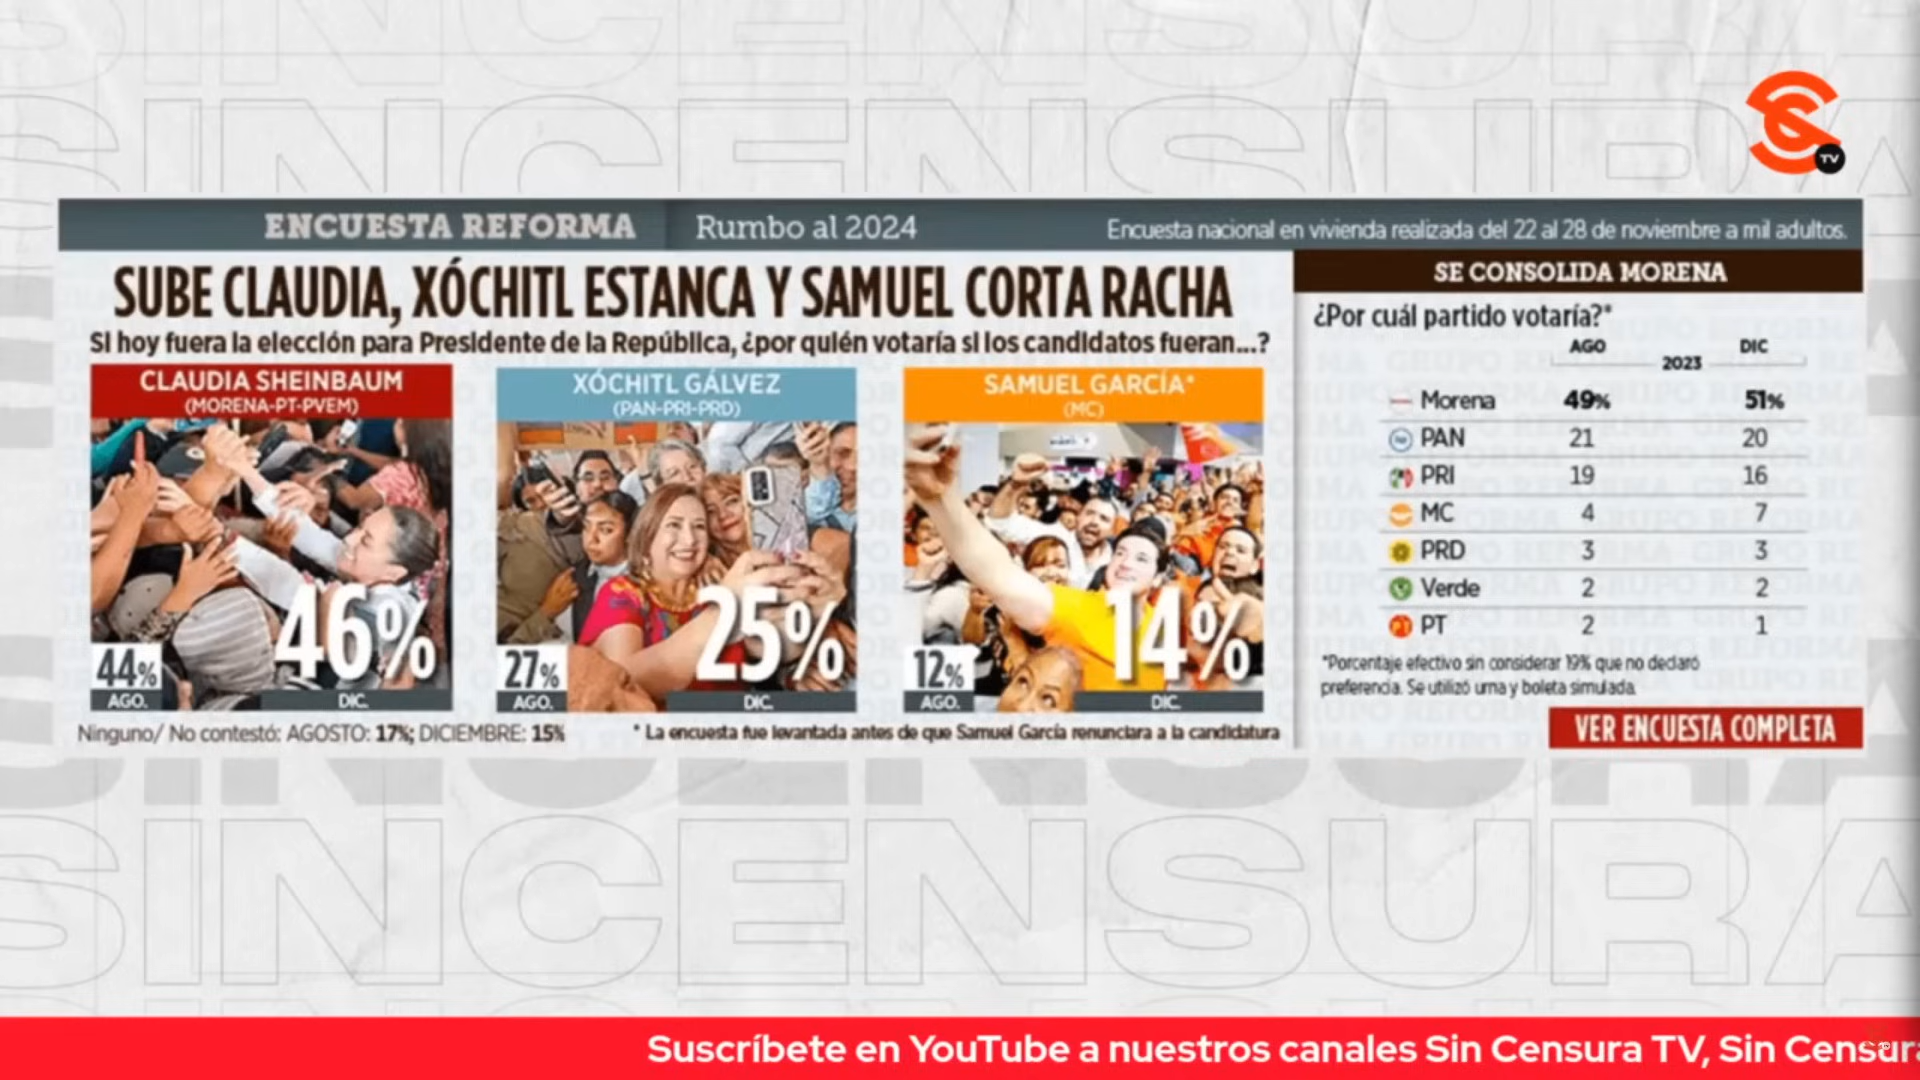 SINCENSURA
TV
ENCUESTA REFORMA
Rumbo al 2024
Encuesta nacional en vivienda realizada del 22 al 28 de noviembre a mil adultos.
SUBE CLAUDIA, XÓCHITL ESTANCA Y SAMUEL CORTA RACHA
Si hoy fuera la elección para Presidente de la República, ¿por quién votaría si los candidatos fueran...?
CLAUDIA SHEINBAUM
(MORENA-PT-PVEM)
44%
AGO.
46%
DIC.
XÓCHITL GÁLVEZ
(PAN-PRI-PRD)
27%
AGO.
25%
DIC.
SAMUEL GARCÍA*
(MC)
12%
AGO.
14%
DIC.
Ninguno/ No contestó: AGOSTO: 17%; DICIEMBRE: 15%
* La encuesta fue levantada antes de que Samuel García renunciara a la candidatura
SE CONSOLIDA MORENA
¿Por cuál partido votaría?*
AGO DIC
2023
Morena 49% 51%
PAN 21 20
PRI 19 16
MC 4 7
PRD 3 3
Verde 2 2
PT 2 1
*Porcentaje efectivo sin considerar 19% que no declaró
preferencia. Se utilizó urna y boleta simulada.
VER ENCUESTA COMPLETA
SINCENSURA
Suscríbete en YouTube a nuestros canales Sin Censura TV, Sin Censura